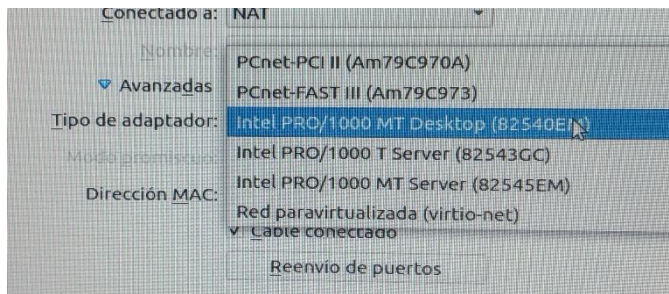 Conectado a: NAT
Nombre:
PCnet-PCI II (Am79C970A)
Avanzadas
PCnet-FAST III (Am79C973)
Tipo de adaptador: Intel PRO/1000 MT Desktop (82540EM)
Modo promiscuo: Intel PRO/1000 T Server (82543GC)
Dirección MAC: Intel PRO/1000 MT Server (82545EM)
Red paravirtualizada (virtio-net)
Cable conectado
Reenvío de puertos